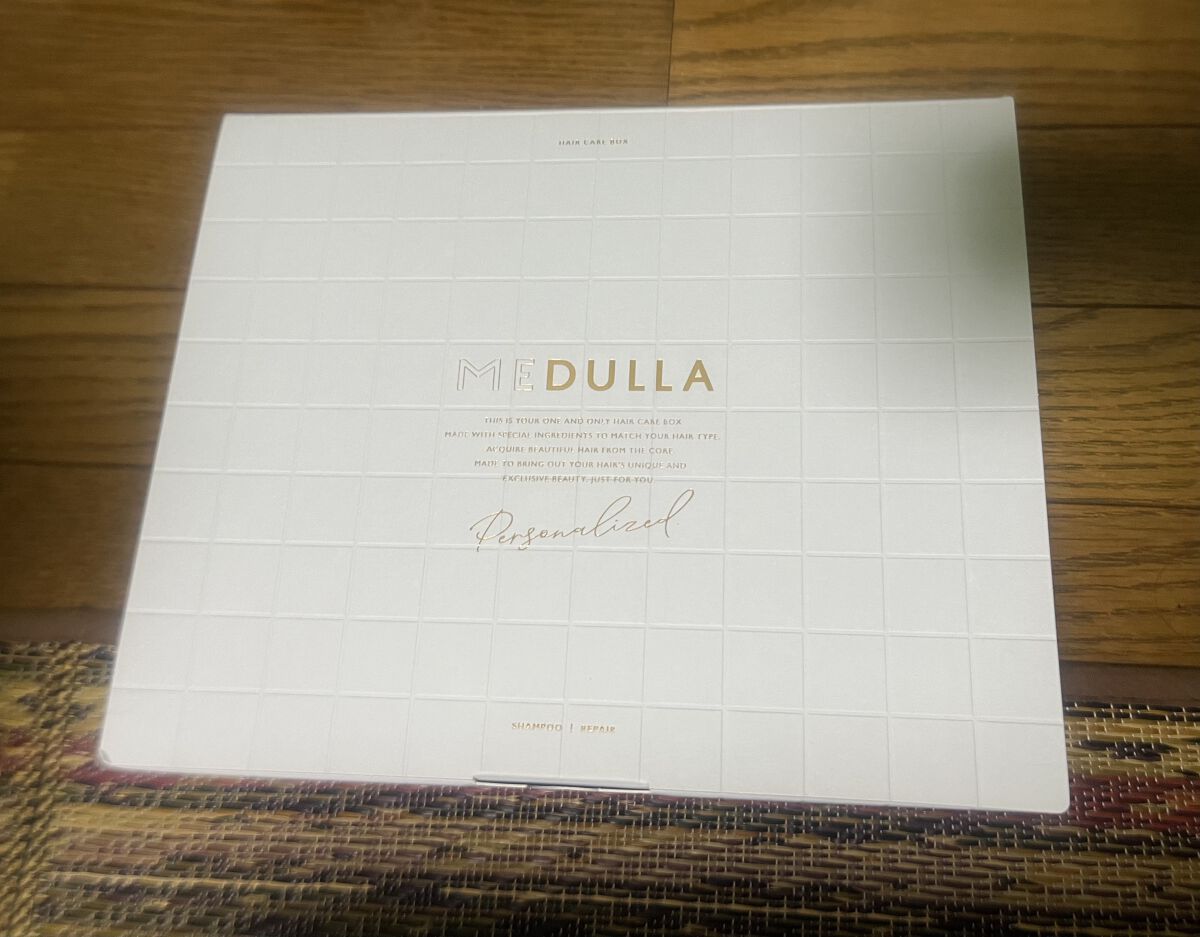 HAIR CARE BOX
MEDULLA
THIS IS YOUR ONE AND ONLY HAIR CARE BOX
MADE WITH SPECIAL INGREDIENTS TO MATCH YOUR HAIR TYPE.
ACQUIRE BEAUTIFUL HAIR FROM THE CORE
MADE TO BRING OUT YOUR HAIR'S UNIQUE AND
EXCLUSIVE BEAUTY. JUST FOR YOU
Personalized.
SHAMPOO | REPAIR